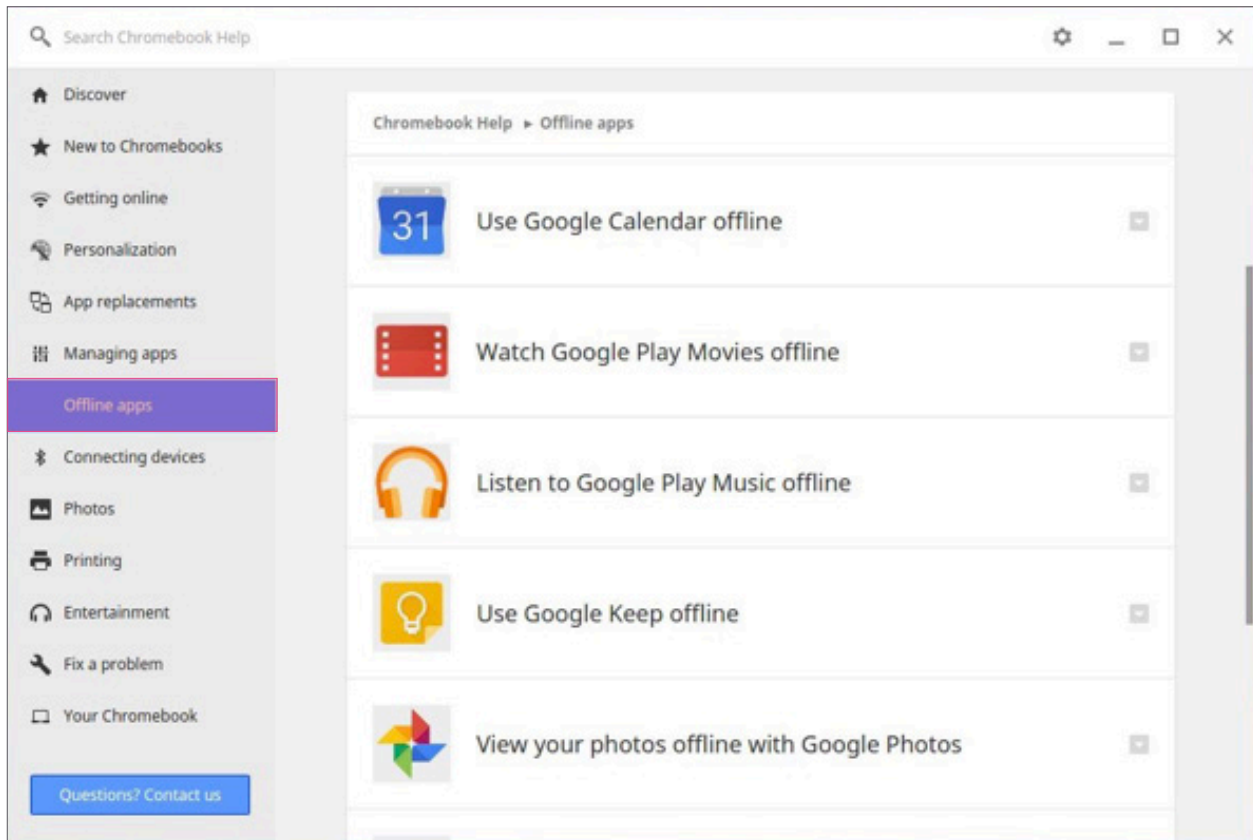 Search Chromebook Help
Discover
New to Chromebooks
Getting online
Personalization
App replacements
Managing apps
Offline apps
Connecting devices
Photos
Printing
Entertainment
Fix a problem
Your Chromebook
Questions? Contact us
Chromebook Help ▸ Offline apps
31
Use Google Calendar offline
Watch Google Play Movies offline
Listen to Google Play Music offline
Use Google Keep offline
View your photos offline with Google Photos